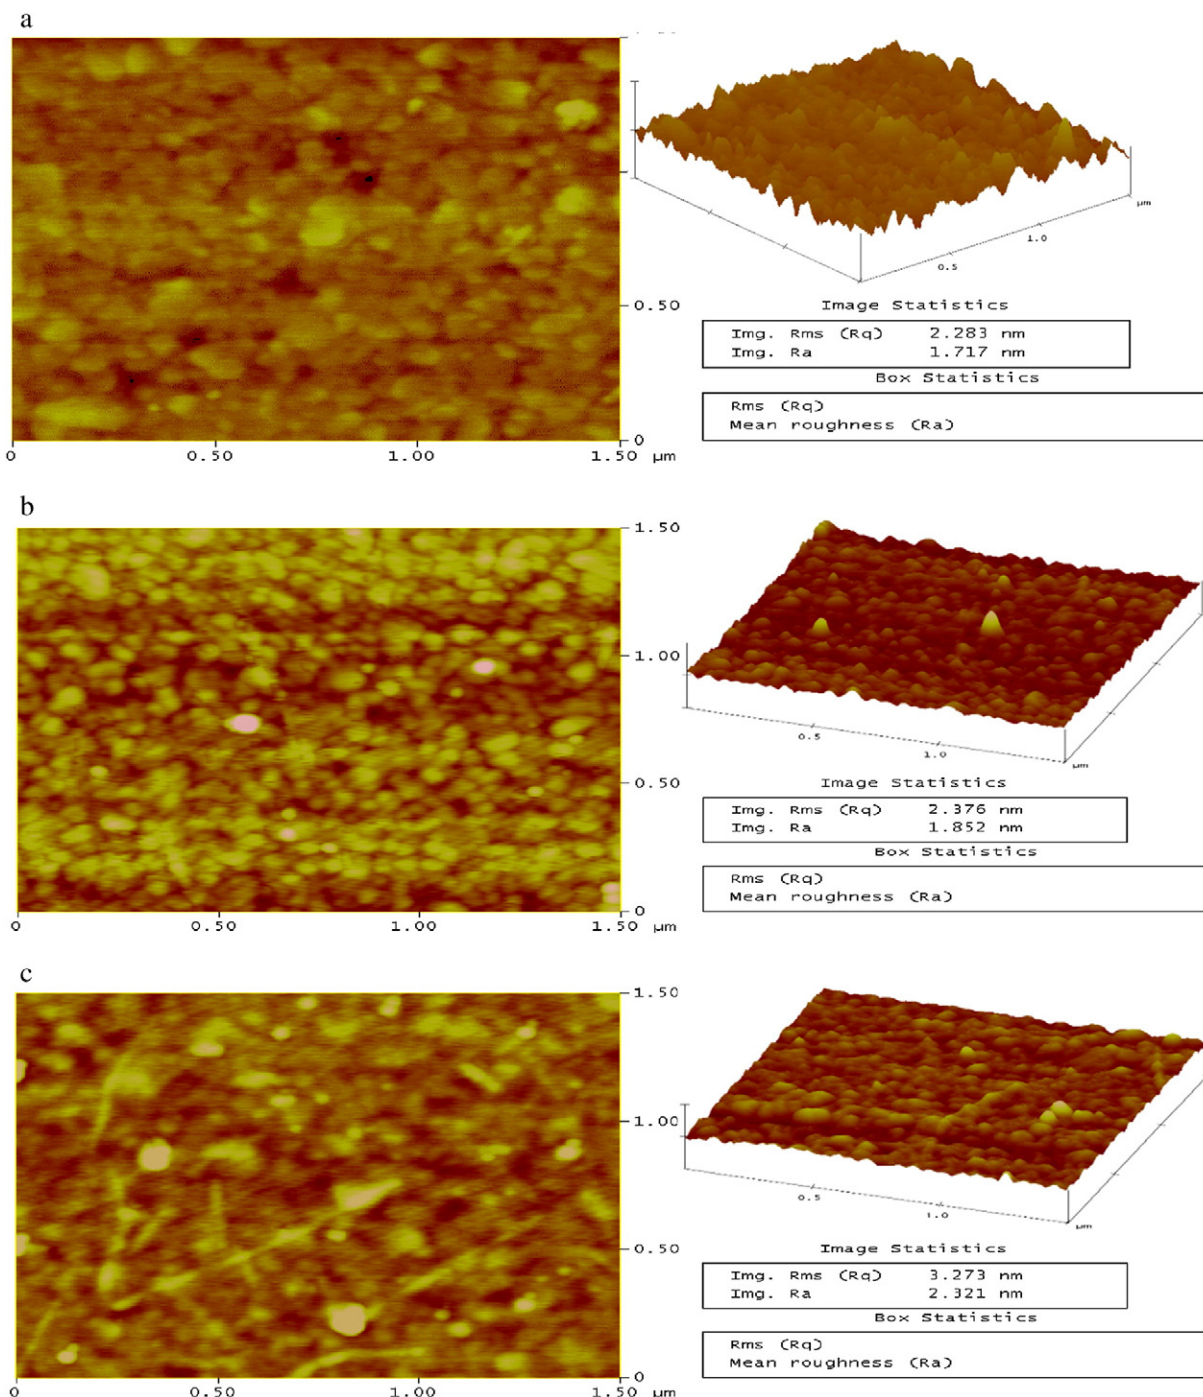 a
µm
1.0
0.5
Image Statistics
0.50
Img. Rms (Rq) 2.283 nm
Img. Ra 1.717 nm
Box Statistics
Rms (Rq)
Mean roughness (Ra)
0
0 0.50 1.00 1.50 µm
b
1.50
1.00
0.5
1.0
µm
Image Statistics
0.50
Img. Rms (Rq) 2.376 nm
Img. Ra 1.852 nm
Box Statistics
Rms (Rq)
Mean roughness (Ra)
0
0 0.50 1.00 1.50 µm
c
1.50
1.00
0.5
1.0
µm
Image Statistics
0.50
Img. Rms (Rq) 3.273 nm
Img. Ra 2.321 nm
Box Statistics
Rms (Rq)
Mean roughness (Ra)
0
0 0.50 1.00 1.50 µm